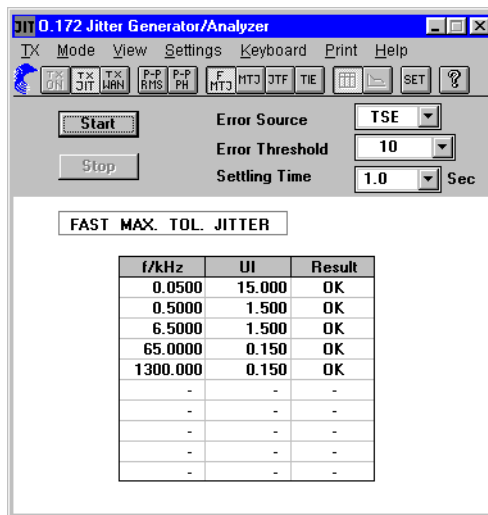 JIT O.172 Jitter Generator/Analyzer
TX Mode View Settings Keyboard Print Help
TX ON TX JIT TX WAN P-P RMS P-P PH F MTJ MTJ JTF TIE SET ?
Start Error Source TSE
Error Threshold 10
Stop
Settling Time 1.0 Sec
FAST MAX. TOL. JITTER
f/kHz UI Result
0.0500 15.000 OK
0.5000 1.500 OK
6.5000 1.500 OK
65.0000 0.150 OK
1300.000 0.150 OK
- - -
- - -
- - -
- - -
- - -